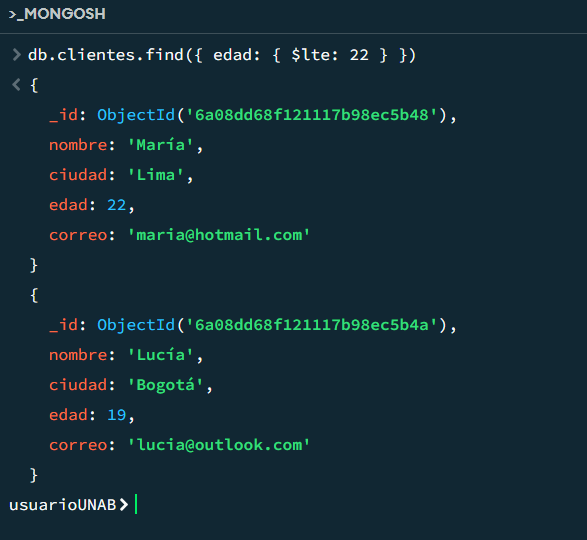 >_MONGOSH
> db.clientes.find({ edad: { $lte: 22 } })
< {
_id: ObjectId('6a08dd68f121117b98ec5b48'),
nombre: 'María',
ciudad: 'Lima',
edad: 22,
correo: 'maria@hotmail.com'
}
{
_id: ObjectId('6a08dd68f121117b98ec5b4a'),
nombre: 'Lucía',
ciudad: 'Bogotá',
edad: 19,
correo: 'lucia@outlook.com'
}
usuarioUNAB>